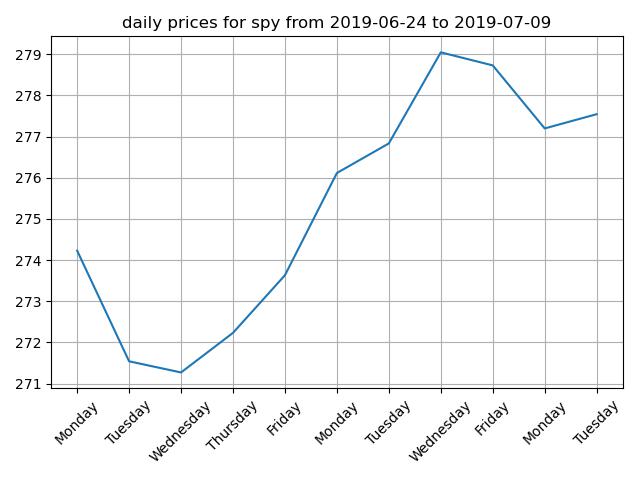 daily prices for spy from 2019-06-24 to 2019-07-09
279
278
277
276
275
274
273
272
271
Monday
Tuesday
Wednesday
Thursday
Friday
Monday
Tuesday
Wednesday
Friday
Monday
Tuesday